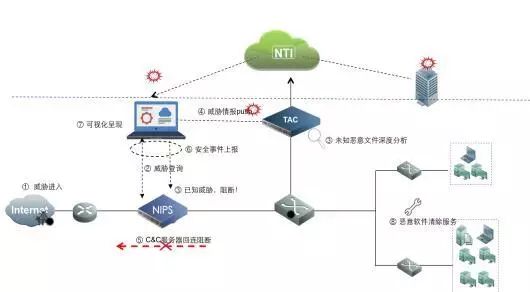 NTI
④ 威胁情报push
TAC
⑦ 可视化呈现
⑥ 安全事件上报
③ 未知恶意文件深度分析
② 威胁查询
① 威胁进入
③ 已知威胁，阻断！
Internet
NIPS
⑧ 恶意软件清除服务
⑤ C&C服务器回连阻断